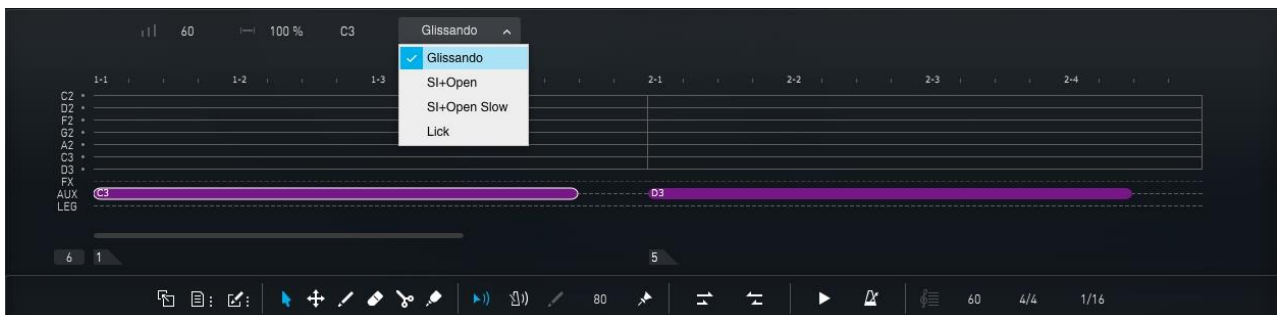 60 100 % C3 Glissando
Glissando
SI+Open
SI+Open Slow
Lick
1-1 1-2 1-3 2-1 2-2 2-3 2-4
C2
D2
F2
G2
A2
C3
D3
FX
AUX C3 D3
LEG
6 1 5
80 60 4/4 1/16